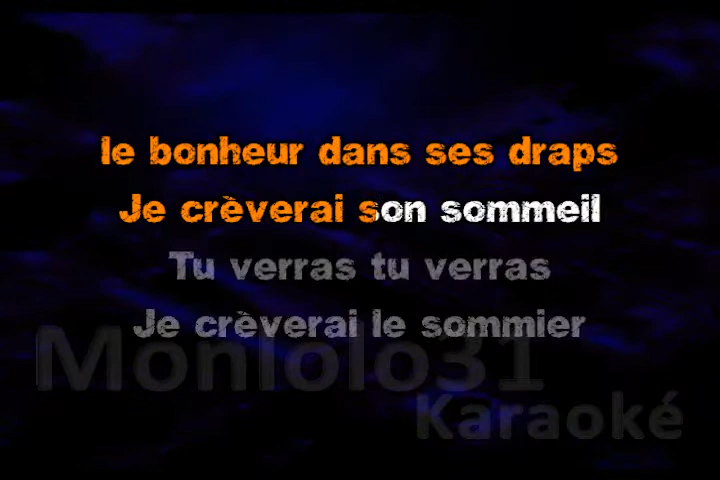 le bonheur dans ses draps
Je crèverai son sommeil
Tu verras tu verras
Je crèverai le sommier
Monlolo31
Karaoké